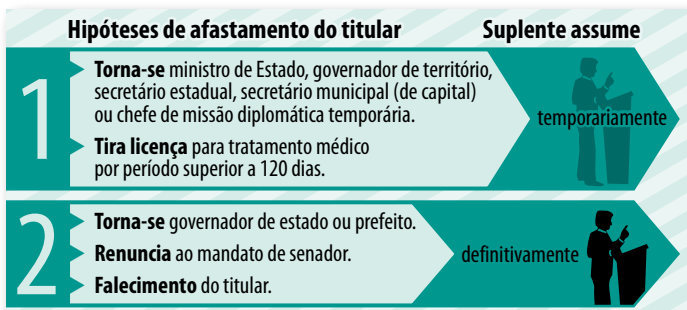 Hipóteses de afastamento do titular
Suplente assume
1
Torna-se ministro de Estado, governador de território,
secretário estadual, secretário municipal (de capital)
ou chefe de missão diplomática temporária.
Tira licença para tratamento médico
por período superior a 120 dias.
temporariamente
2
Torna-se governador de estado ou prefeito.
Renuncia ao mandato de senador.
Falecimento do titular.
definitivamente